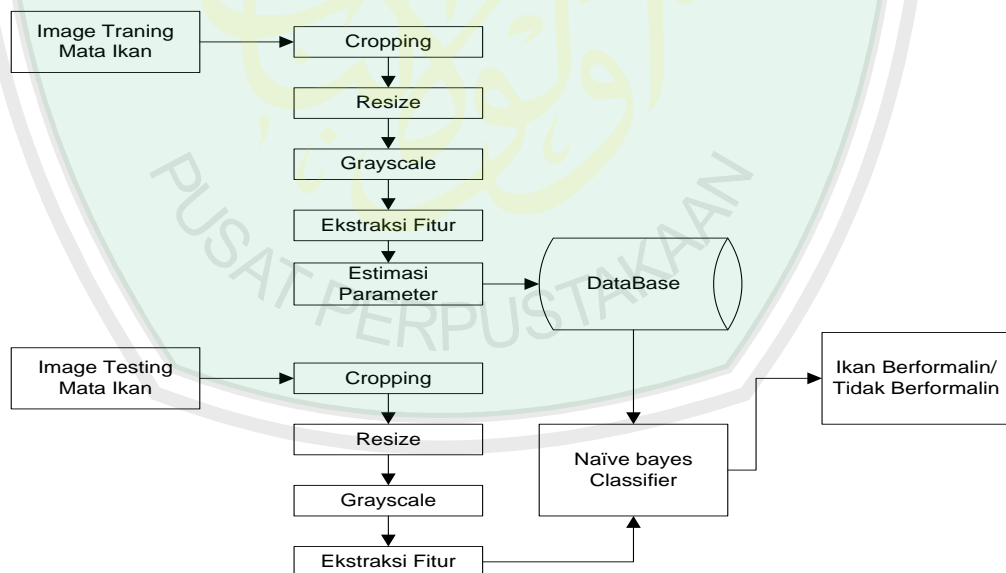 Image Traning
Mata Ikan
Cropping
Resize
Grayscale
Ekstraksi Fitur
Estimasi
Parameter
DataBase
PUSAT PERPUSTAKAAN
Image Testing
Mata Ikan
Cropping
Resize
Grayscale
Ekstraksi Fitur
Naïve bayes
Classifier
Ikan Berformalin/
Tidak Berformalin